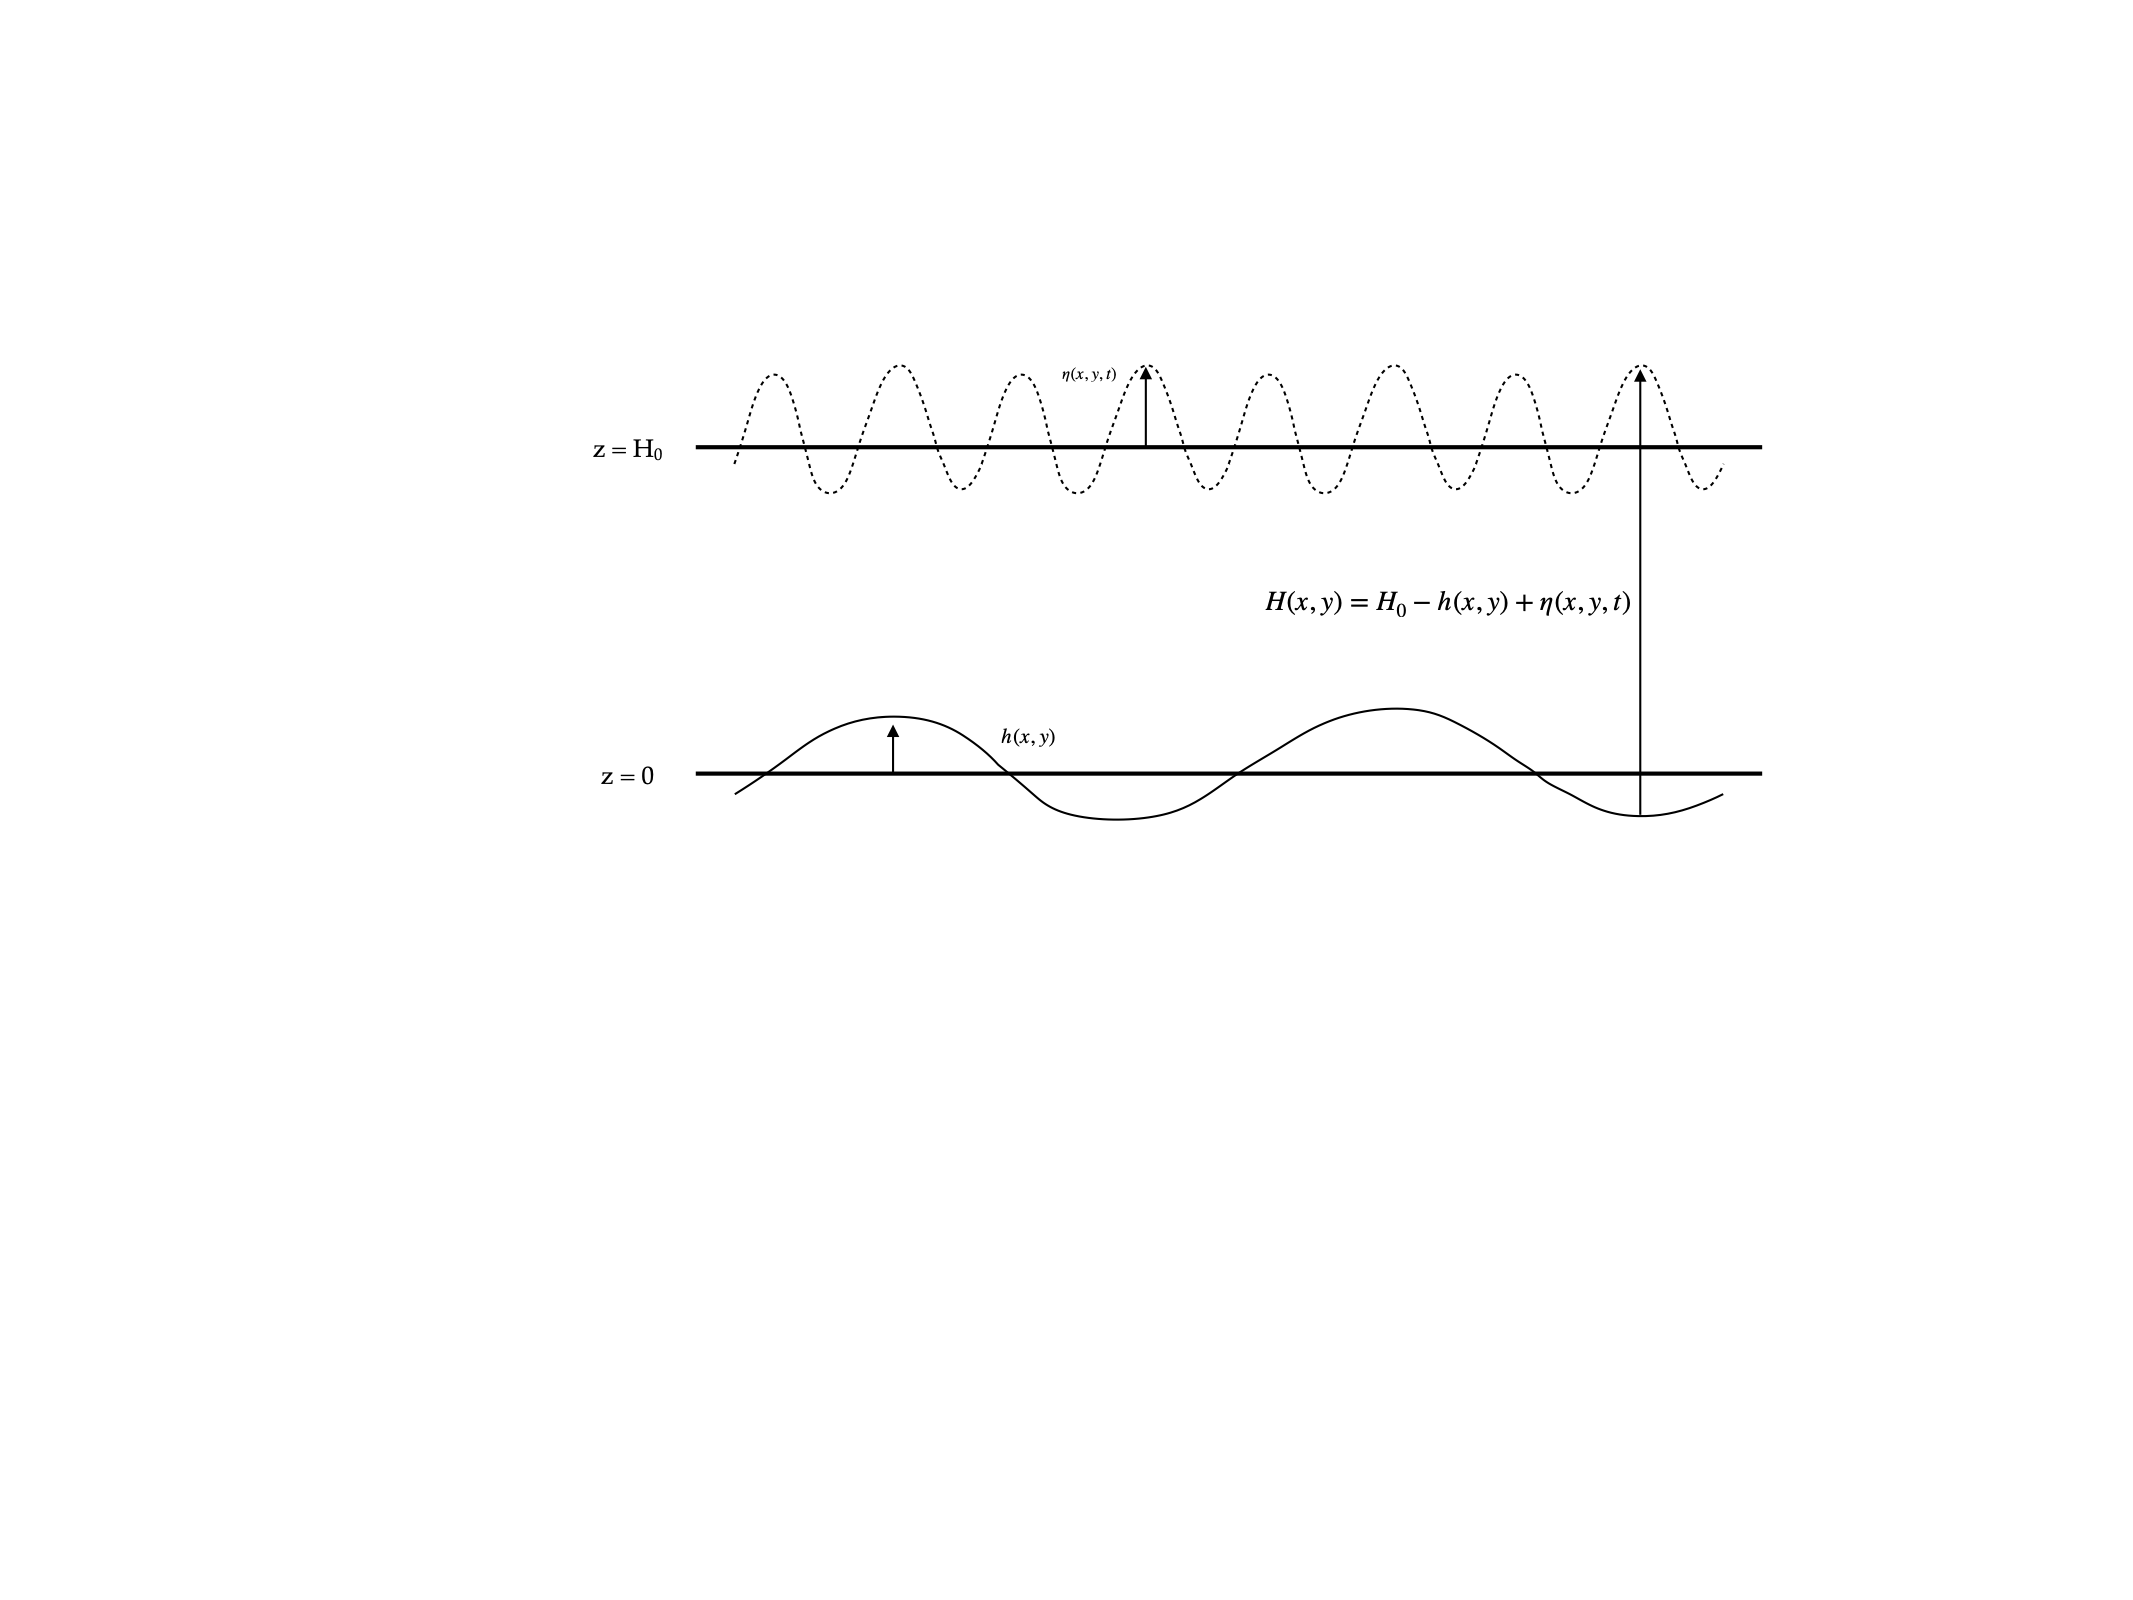 η(x, y, t)
z = H₀
H(x, y) = H₀ − h(x, y) + η(x, y, t)
h(x, y)
z = 0